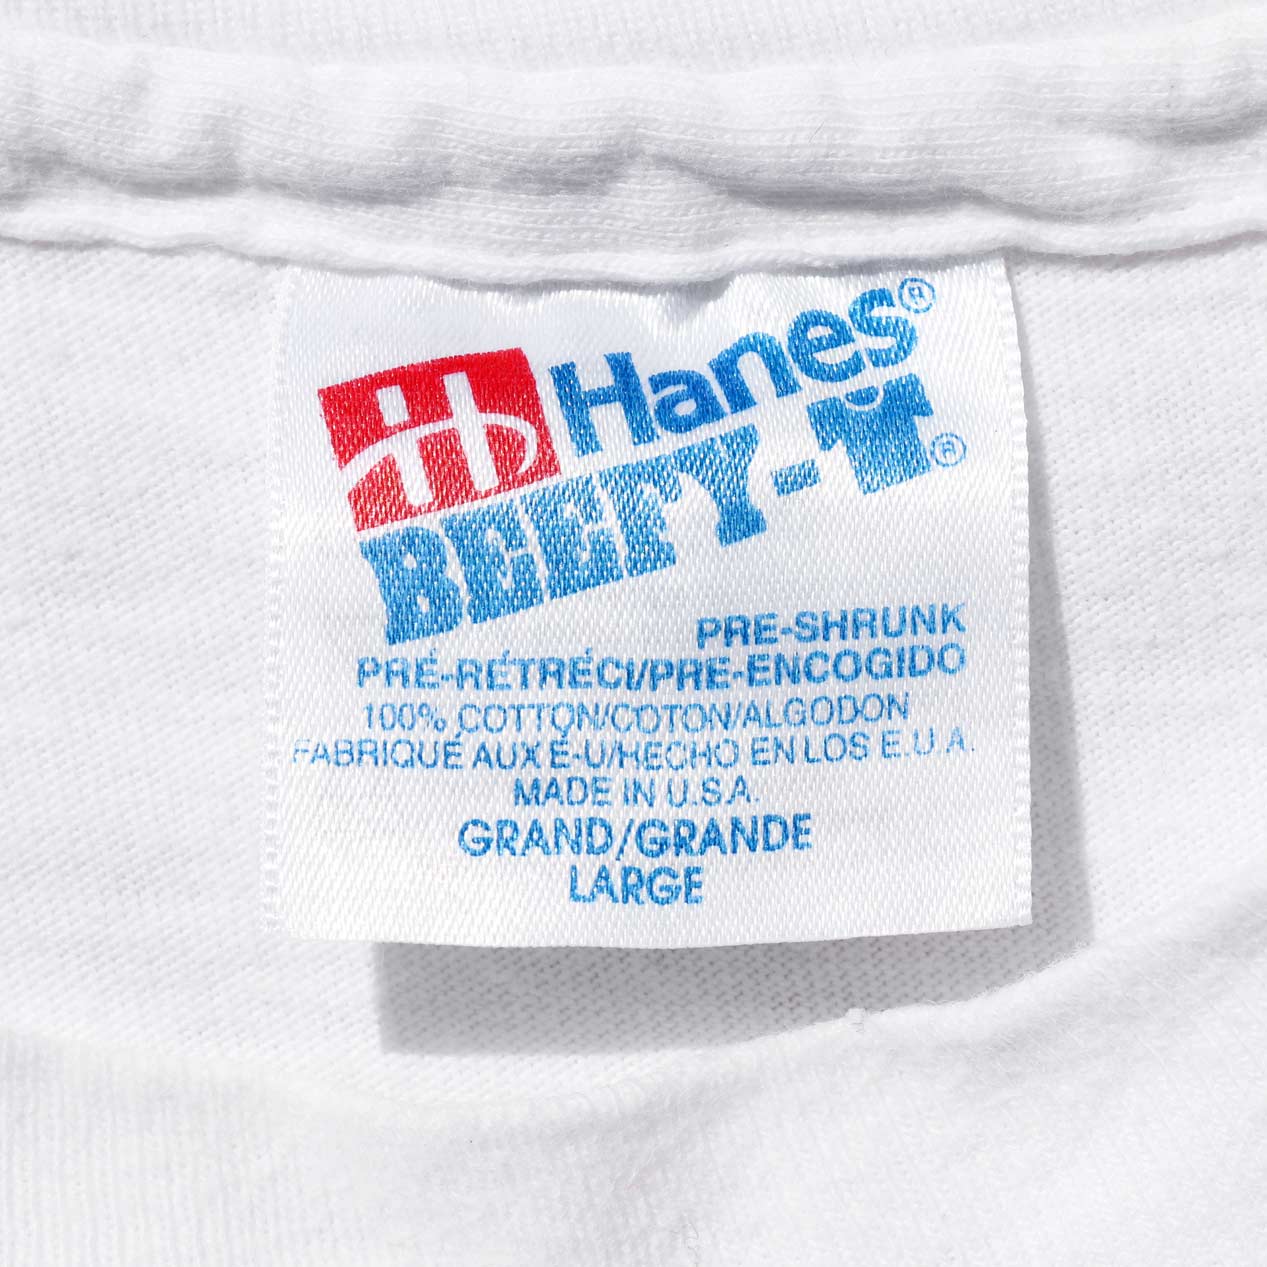 Hanes®
BEEFY-T®
PRE-SHRUNK
PRÉ-RÉTRÉCI/PRE-ENCOGIDO
100% COTTON/COTON/ALGODON
FABRIQUÉ AUX É-U/HECHO EN LOS E.U.A.
MADE IN U.S.A.
GRAND/GRANDE
LARGE